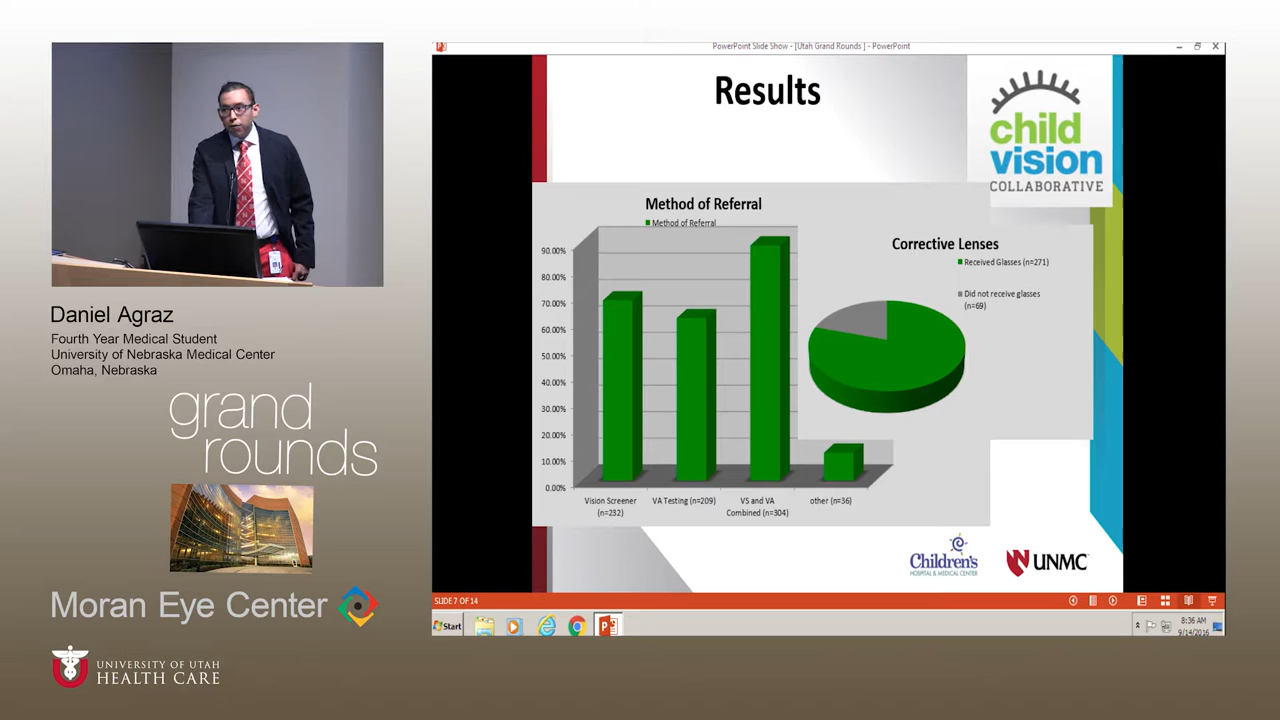 Daniel Agraz
Fourth Year Medical Student
University of Nebraska Medical Center
Omaha, Nebraska
grand
rounds
Moran Eye Center
UNIVERSITY OF UTAH
HEALTH CARE
PowerPoint Slide Show - [Utah Grand Rounds ] - PowerPoint
Results
child
vision
COLLABORATIVE
Method of Referral
Method of Referral
90.00%
80.00%
70.00%
60.00%
50.00%
40.00%
30.00%
20.00%
10.00%
0.00%
Vision Screener
(n=232)
VA Testing (n=209)
VS and VA
Combined (n=304)
other (n=36)
Corrective Lenses
Received Glasses (n=271)
Did not receive glasses
(n=69)
Children's
HOSPITAL & MEDICAL CENTER
UNMC
SLIDE 7 OF 14
Start
8:36 AM
9/14/2016